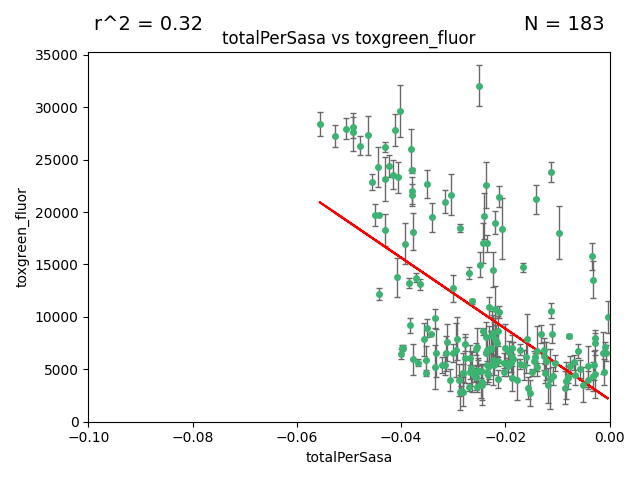 r^2 = 0.32
N = 183
totalPerSasa vs toxgreen_fluor
35000
30000
25000
20000
15000
10000
5000
0
toxgreen_fluor
−0.10
−0.08
−0.06
−0.04
−0.02
0.00
totalPerSasa